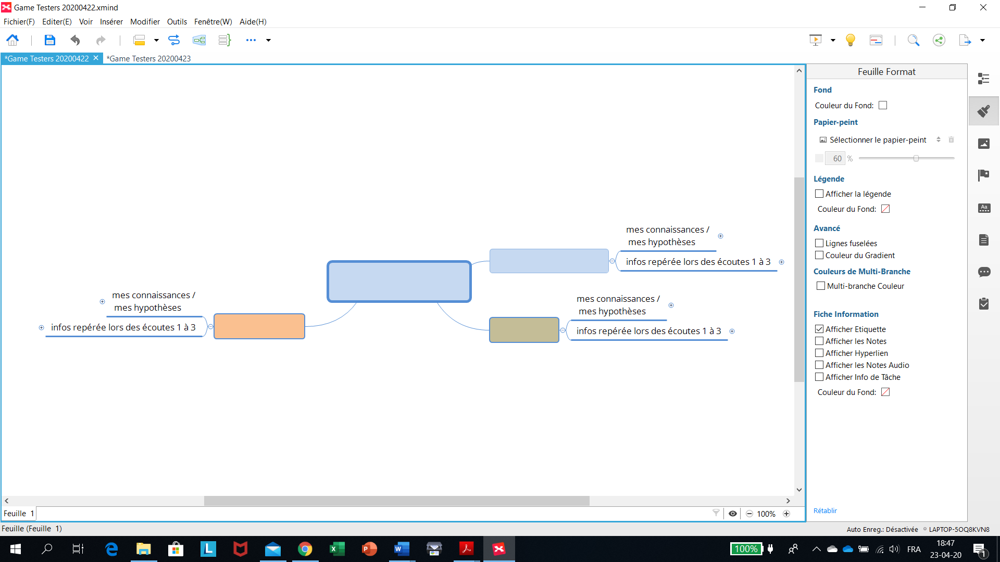 Game Testers 20200422.xmind
Fichier(F) Editer(E) Voir Insérer Modifier Outils Fenêtre(W) Aide(H)
*Game Testers 20200422 *Game Testers 20200423
mes connaissances /
mes hypothèses
infos repérée lors des écoutes 1 à 3
mes connaissances /
mes hypothèses
infos repérée lors des écoutes 1 à 3
mes connaissances /
mes hypothèses
infos repérée lors des écoutes 1 à 3
Feuille Format
Fond
Couleur du Fond:
Papier-peint
Sélectionner le papier-peint
60 %
Légende
Afficher la légende
Couleur du Fond:
Avancé
Lignes fuselées
Couleur du Gradient
Couleurs de Multi-Branche
Multi-branche Couleur
Fiche Information
Afficher Etiquette
Afficher les Notes
Afficher Hyperlien
Afficher les Notes Audio
Afficher Info de Tâche
Couleur du Fond:
Rétablir
Feuille 1
100%
Feuille (Feuille 1)
Auto Enreg.: Désactivée LAPTOP-5OQ8KVN8
100%
FRA
18:47
23-04-20
1